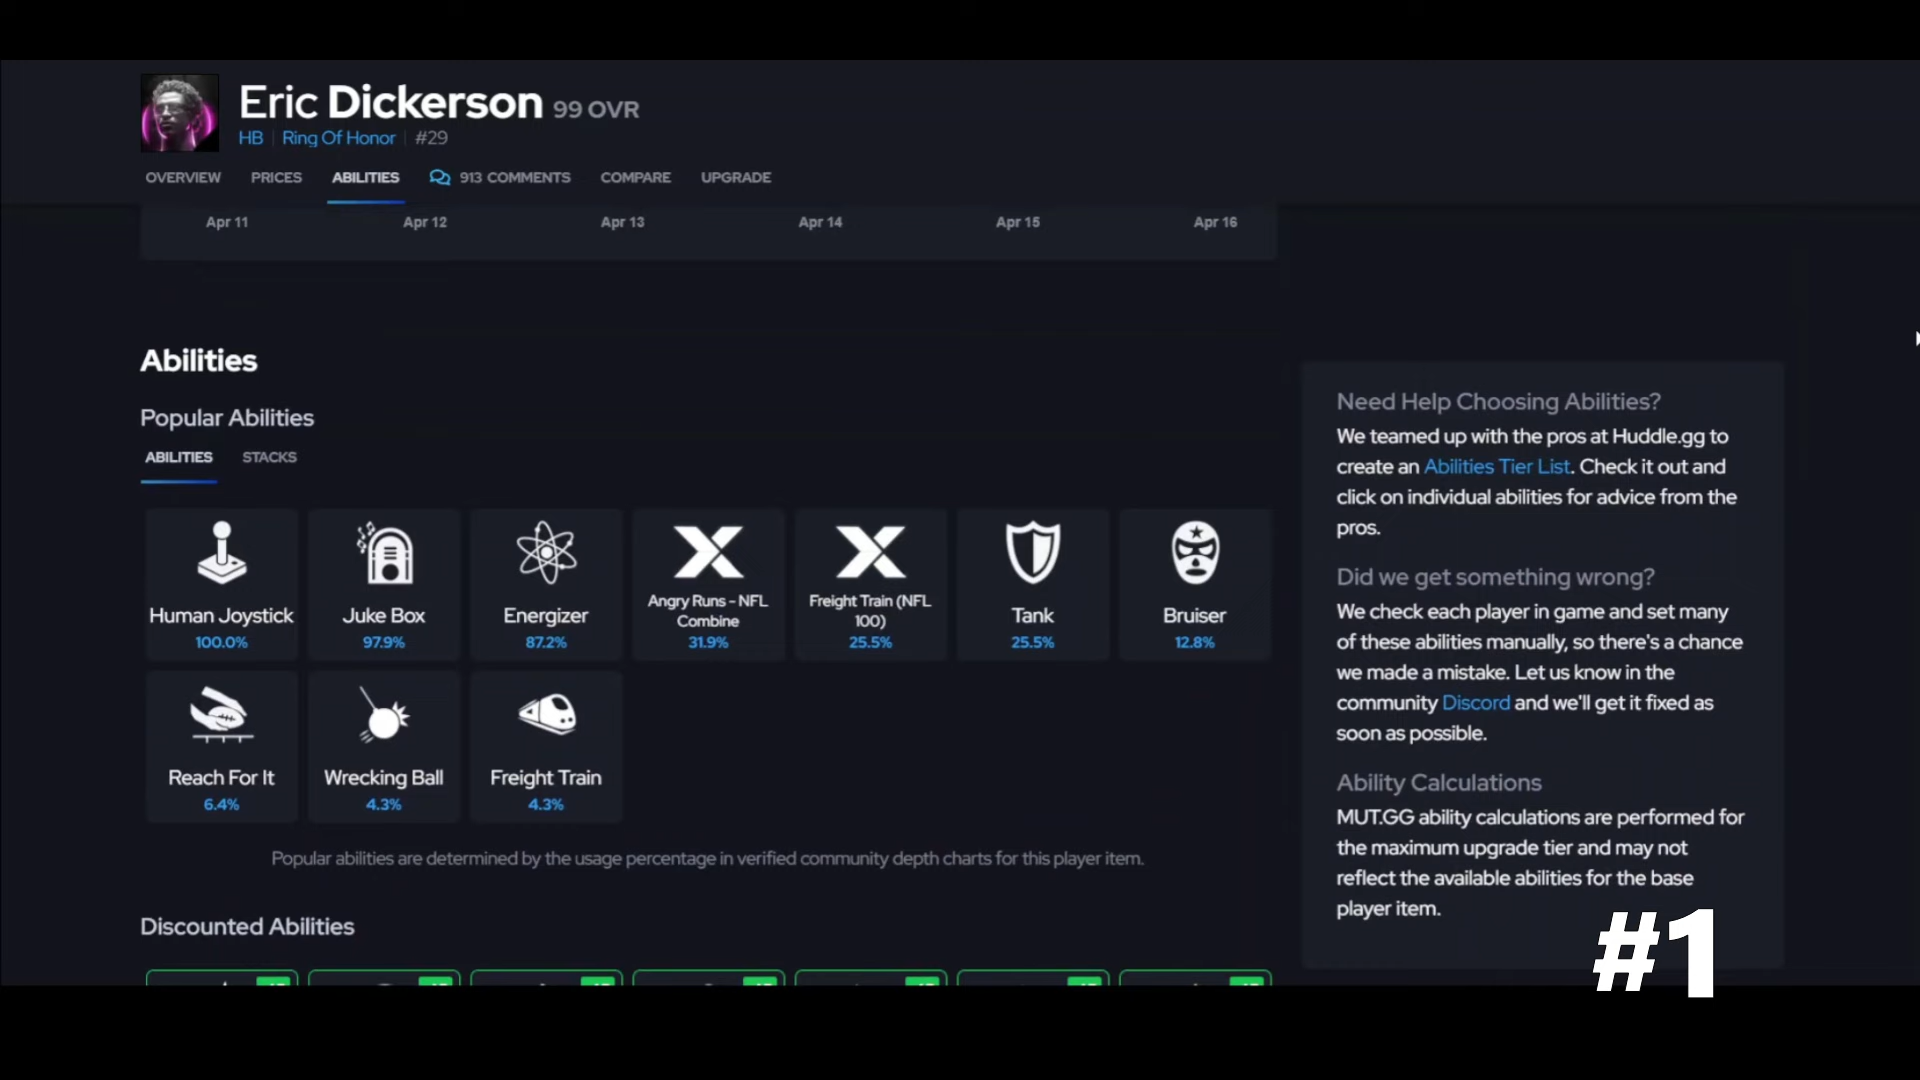 Eric Dickerson 99 OVR
HB | Ring Of Honor | #29
OVERVIEW PRICES ABILITIES 913 COMMENTS COMPARE UPGRADE
Apr 11 Apr 12 Apr 13 Apr 14 Apr 15 Apr 16
Abilities
Popular Abilities
ABILITIES STACKS
Human Joystick
100.0%
Juke Box
97.9%
Energizer
87.2%
Angry Runs - NFL
Combine
31.9%
Freight Train (NFL
100)
25.5%
Tank
25.5%
Bruiser
12.8%
Reach For It
6.4%
Wrecking Ball
4.3%
Freight Train
4.3%
Popular abilities are determined by the usage percentage in verified community depth charts for this player item.
Discounted Abilities
Need Help Choosing Abilities?
We teamed up with the pros at Huddle.gg to
create an Abilities Tier List. Check it out and
click on individual abilities for advice from the
pros.
Did we get something wrong?
We check each player in game and set many
of these abilities manually, so there's a chance
we made a mistake. Let us know in the
community Discord and we'll get it fixed as
soon as possible.
Ability Calculations
MUT.GG ability calculations are performed for
the maximum upgrade tier and may not
reflect the available abilities for the base
player item.
#1